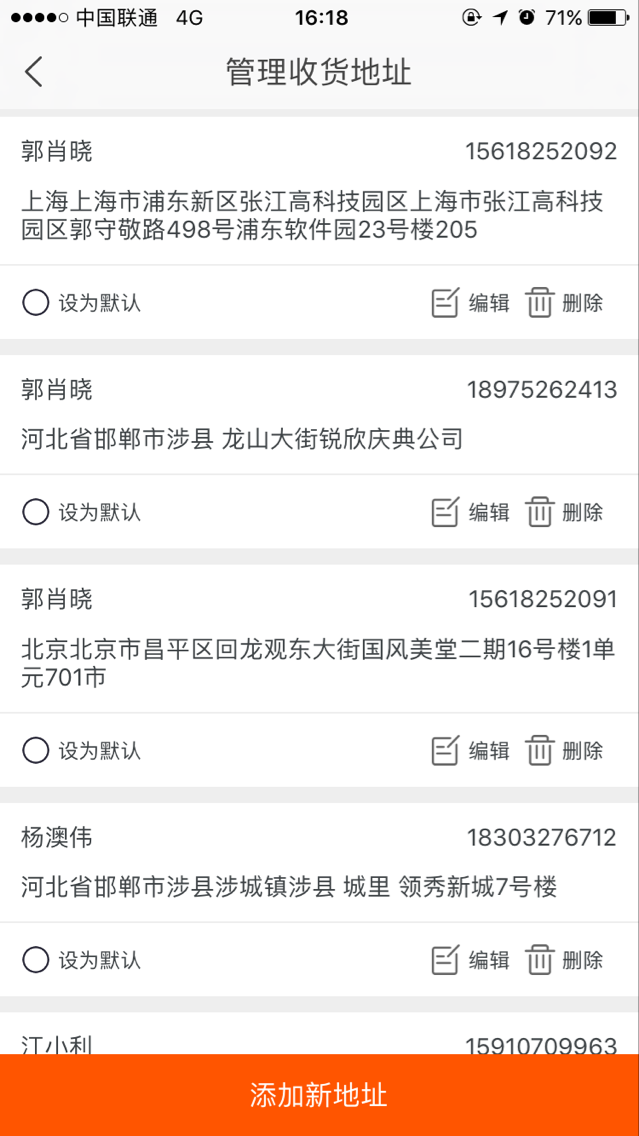 中国联通 4G 16:18 71%
管理收货地址
郭肖晓 15618252092
上海上海市浦东新区张江高科技园区上海市张江高科技
园区郭守敬路498号浦东软件园23号楼205
设为默认 编辑 删除
郭肖晓 18975262413
河北省邯郸市涉县 龙山大街锐欣庆典公司
设为默认 编辑 删除
郭肖晓 15618252091
北京北京市昌平区回龙观东大街国风美堂二期16号楼1单
元701市
设为默认 编辑 删除
杨澳伟 18303276712
河北省邯郸市涉县涉城镇涉县 城里 领秀新城7号楼
设为默认 编辑 删除
江小利 15910709963
添加新地址